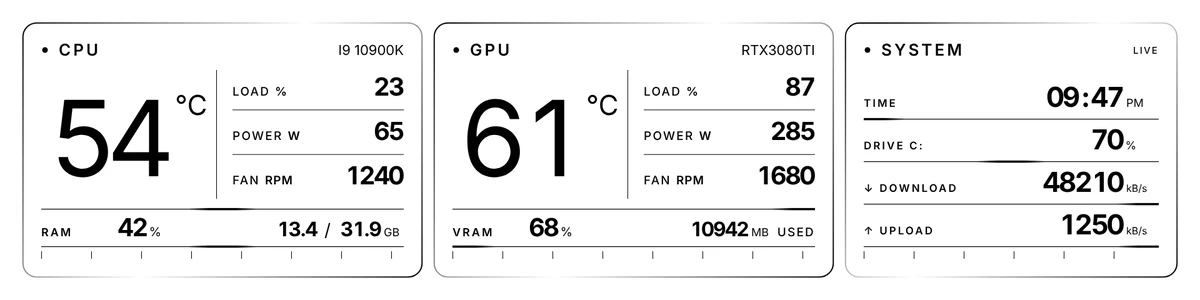 • CPU I9 10900K
54 °C
LOAD % 23
POWER W 65
FAN RPM 1240
RAM 42 % 13.4 / 31.9 GB
• GPU RTX3080TI
61 °C
LOAD % 87
POWER W 285
FAN RPM 1680
VRAM 68 % 10942 MB USED
• SYSTEM LIVE
TIME 09:47 PM
DRIVE C: 70 %
↓ DOWNLOAD 48210 kB/s
↑ UPLOAD 1250 kB/s